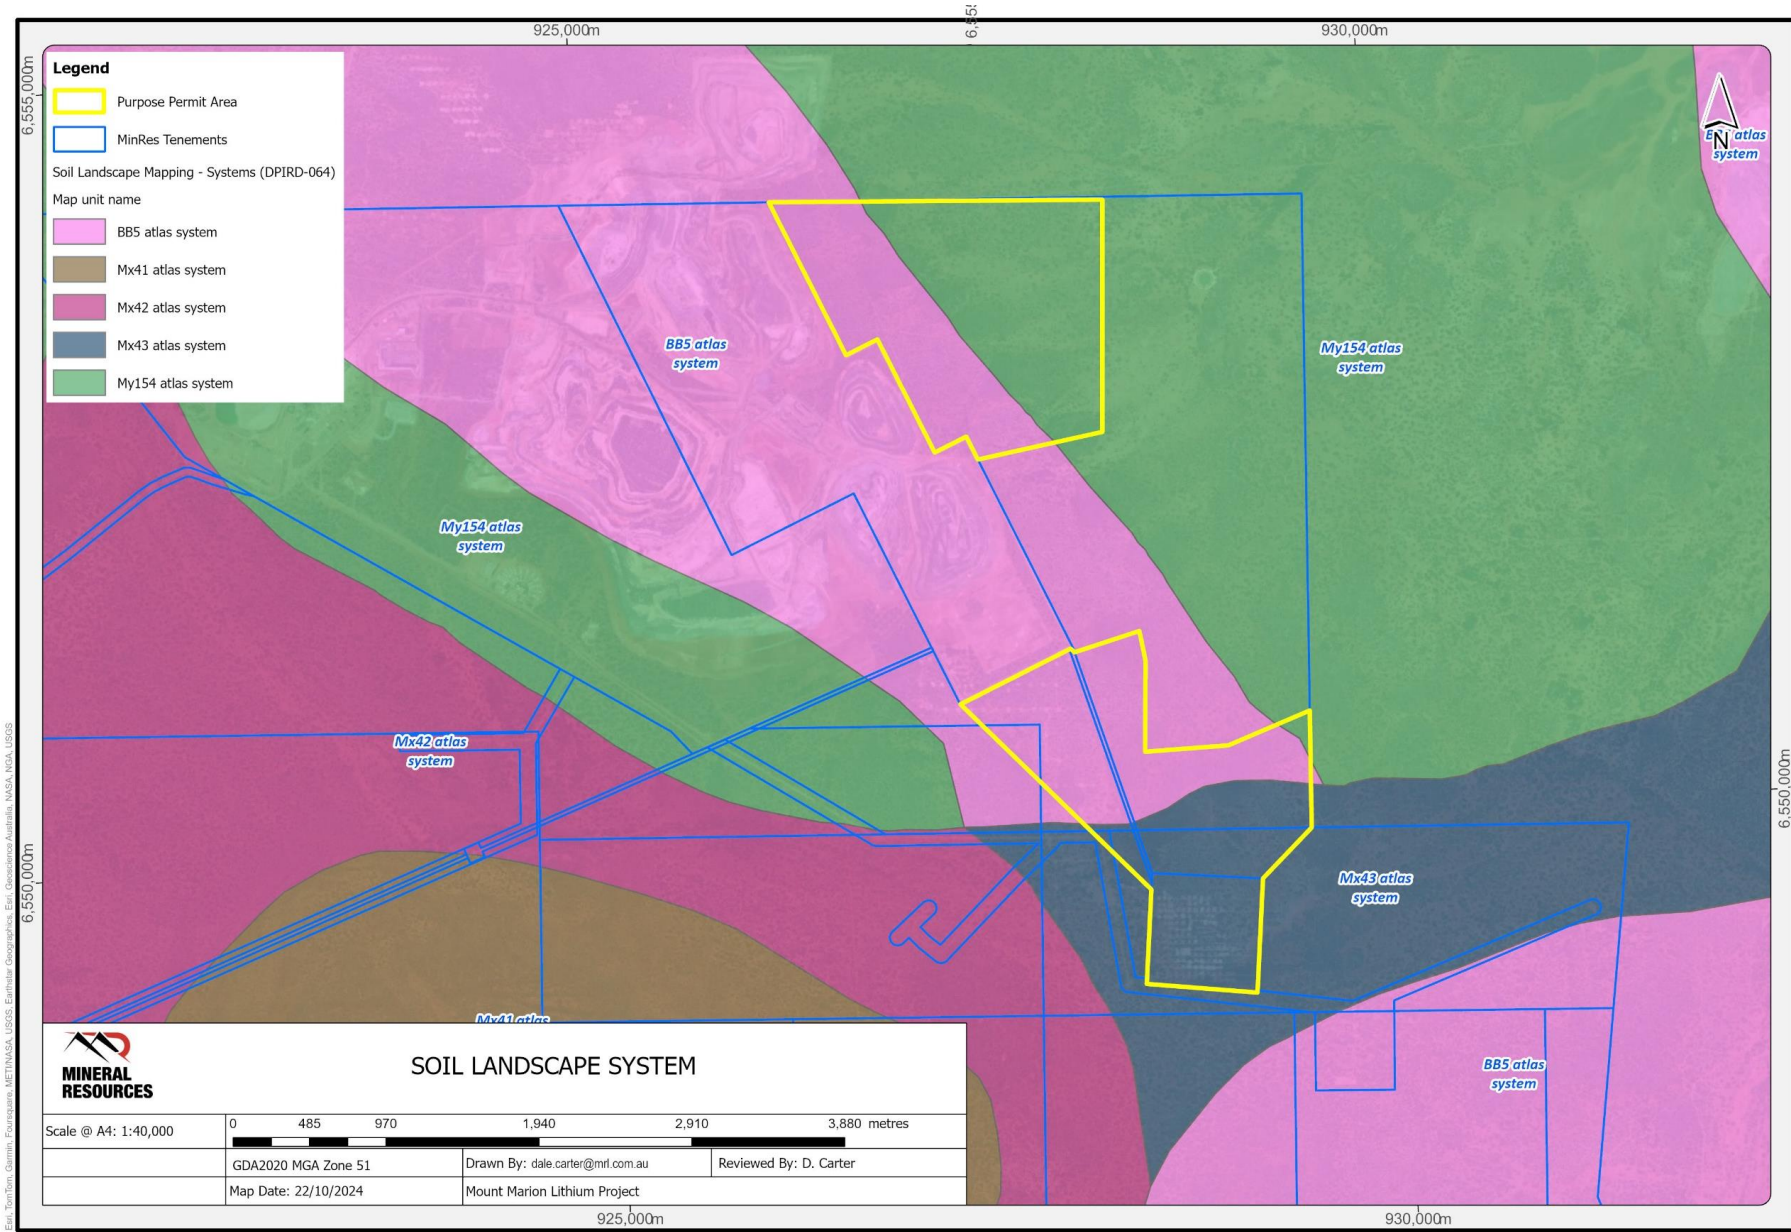 925,000m
930,000m
6,555,000m
Legend
Purpose Permit Area
MinRes Tenements
Soil Landscape Mapping - Systems (DPIRD-064)
Map unit name
BB5 atlas system
Mx41 atlas system
Mx42 atlas system
Mx43 atlas system
My154 atlas system
N
atlas
system
BB5 atlas
system
My154 atlas
system
My154 atlas
system
Mx42 atlas
system
Mx43 atlas
system
Mx41 atlas
BB5 atlas
system
6,550,000m
6,550,000m
Esri, TomTom, Garmin, Foursquare, METI/NASA, USGS, Earthstar Geographics, Esri, Geoscience Australia, NASA, NGA, USGS
MINERAL
RESOURCES
SOIL LANDSCAPE SYSTEM
Scale @ A4: 1:40,000
0 485 970 1,940 2,910 3,880 metres
GDA2020 MGA Zone 51
Drawn By: dale.carter@mrl.com.au
Reviewed By: D. Carter
Map Date: 22/10/2024
Mount Marion Lithium Project
925,000m
930,000m